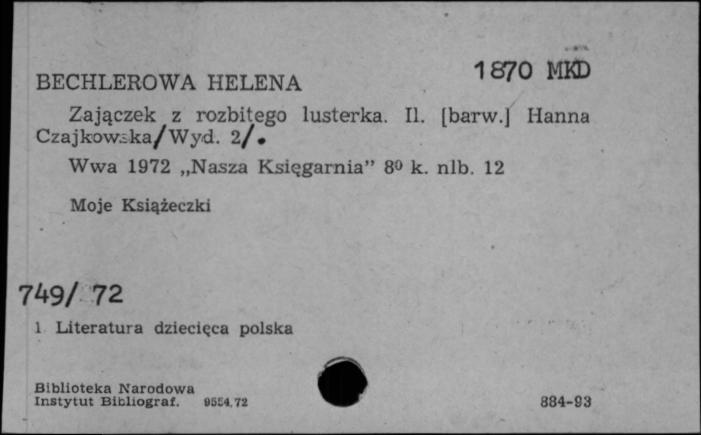 1870 MKD
BECHLEROWA HELENA
Zajączek z rozbitego lusterka. Il. [barw.] Hanna
Czajkowska/Wyd. 2/.
Wwa 1972 „Nasza Księgarnia” 8⁰ k. nlb. 12
Moje Książeczki
749/ 72
1 Literatura dziecięca polska
Biblioteka Narodowa
Instytut Bibliograf. 9554.72
884-93